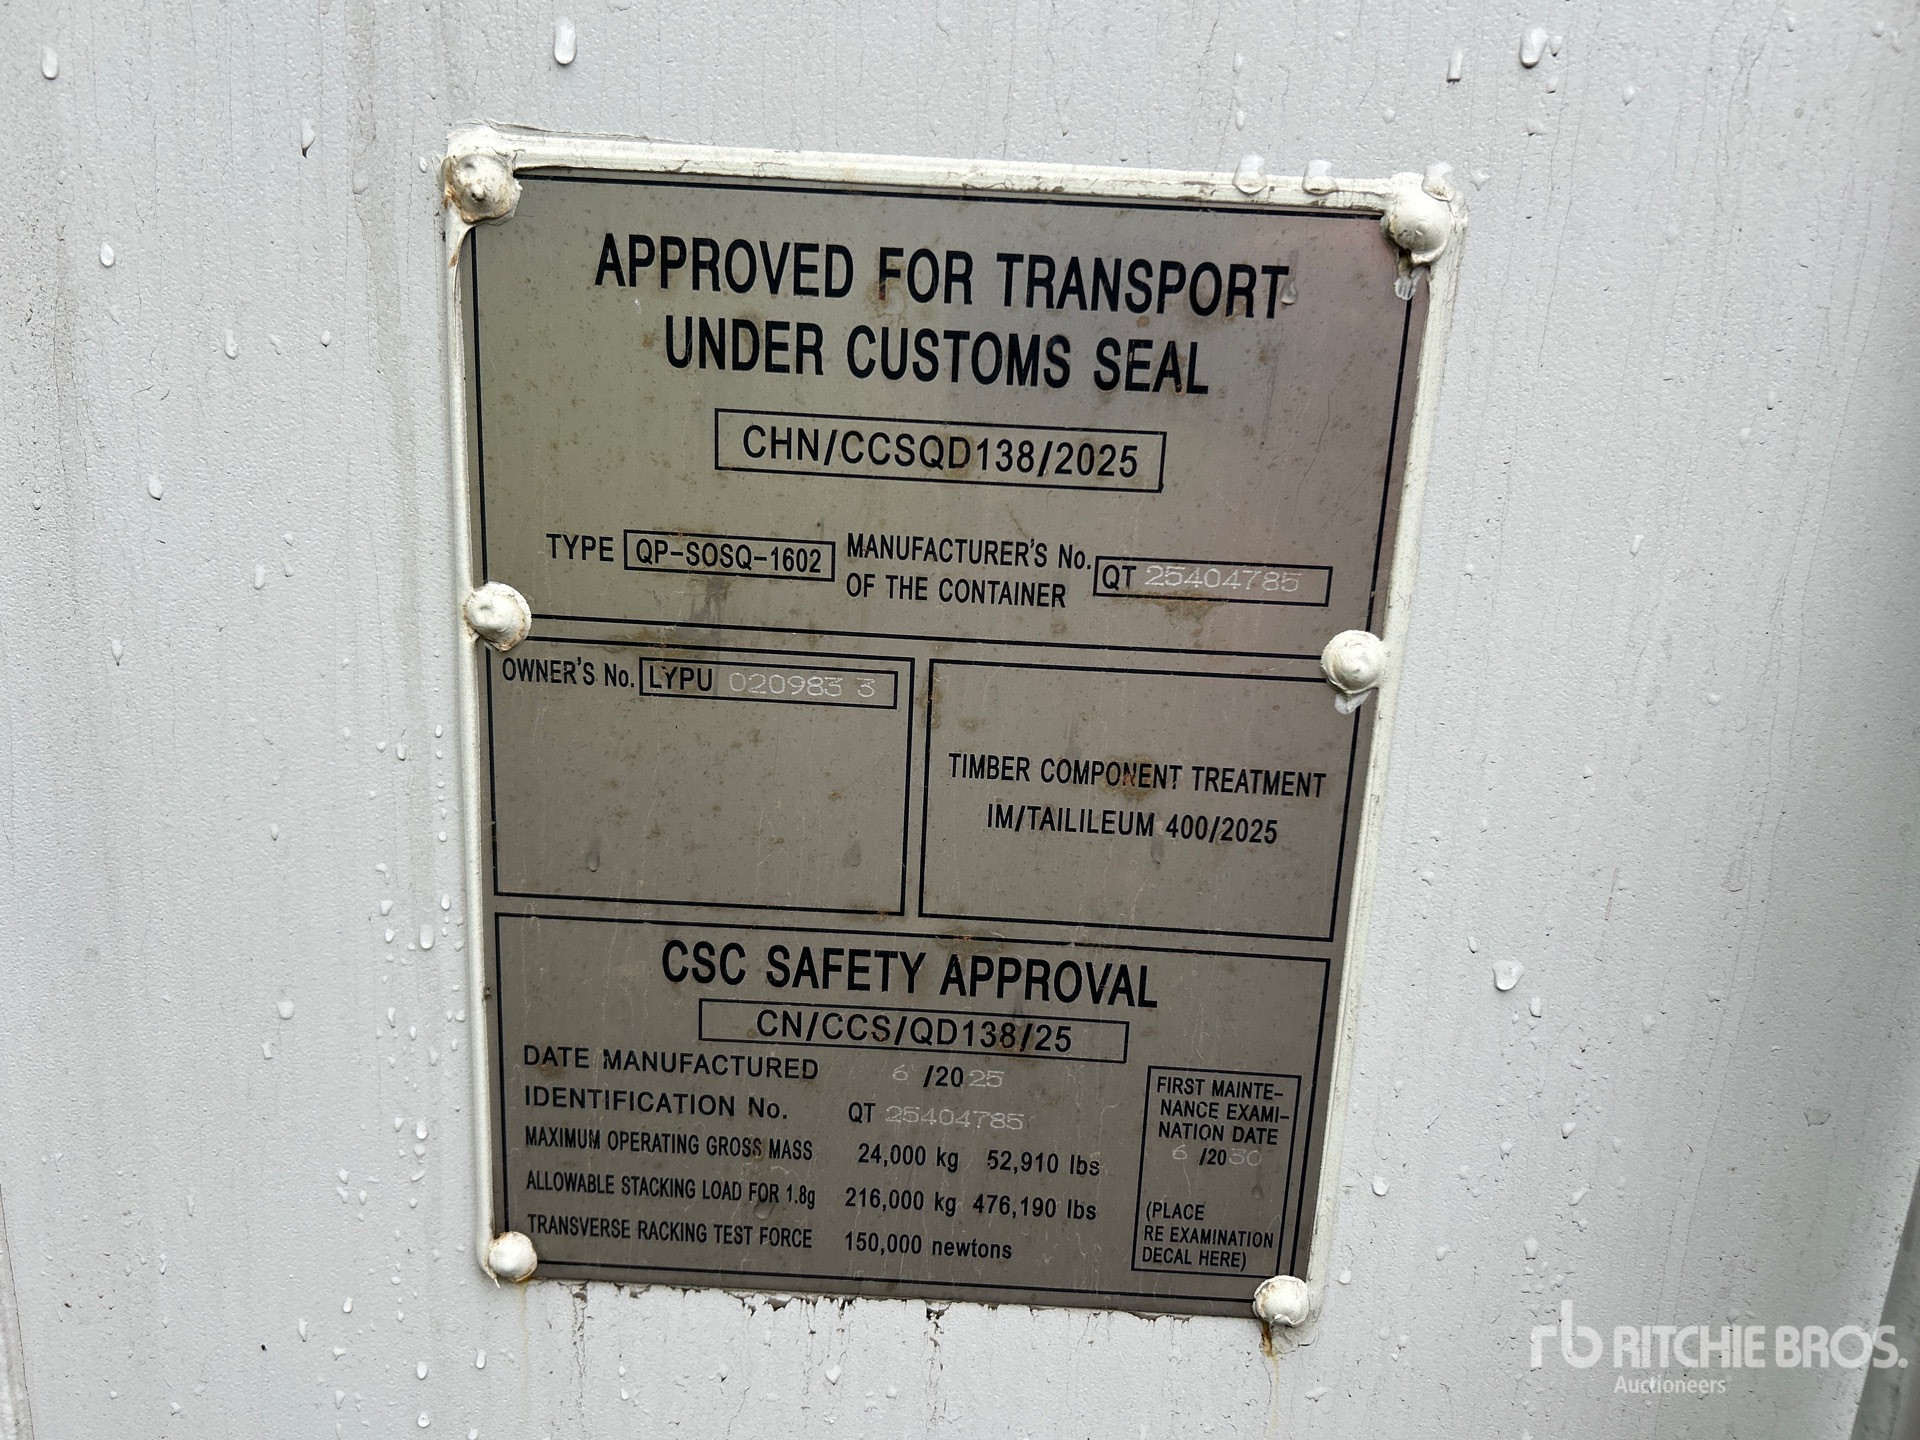 APPROVED FOR TRANSPORT
UNDER CUSTOMS SEAL
CHN/CCSQD138/2025
TYPE QP-SOSQ-1602 MANUFACTURER'S No. OF THE CONTAINER QT 25404785
OWNER'S No. LYPU 020983 3
TIMBER COMPONENT TREATMENT
IM/TAILILEUM 400/2025
CSC SAFETY APPROVAL
CN/CCS/QD138/25
DATE MANUFACTURED 6 /2025
IDENTIFICATION No. QT 25404785
MAXIMUM OPERATING GROSS MASS 24,000 kg 52,910 lbs
ALLOWABLE STACKING LOAD FOR 1.8g 216,000 kg 476,190 lbs
TRANSVERSE RACKING TEST FORCE 150,000 newtons
FIRST MAINTE-
NANCE EXAMI-
NATION DATE
6 /2030
(PLACE
RE EXAMINATION
DECAL HERE)
rb RITCHIE BROS.
Auctioneers